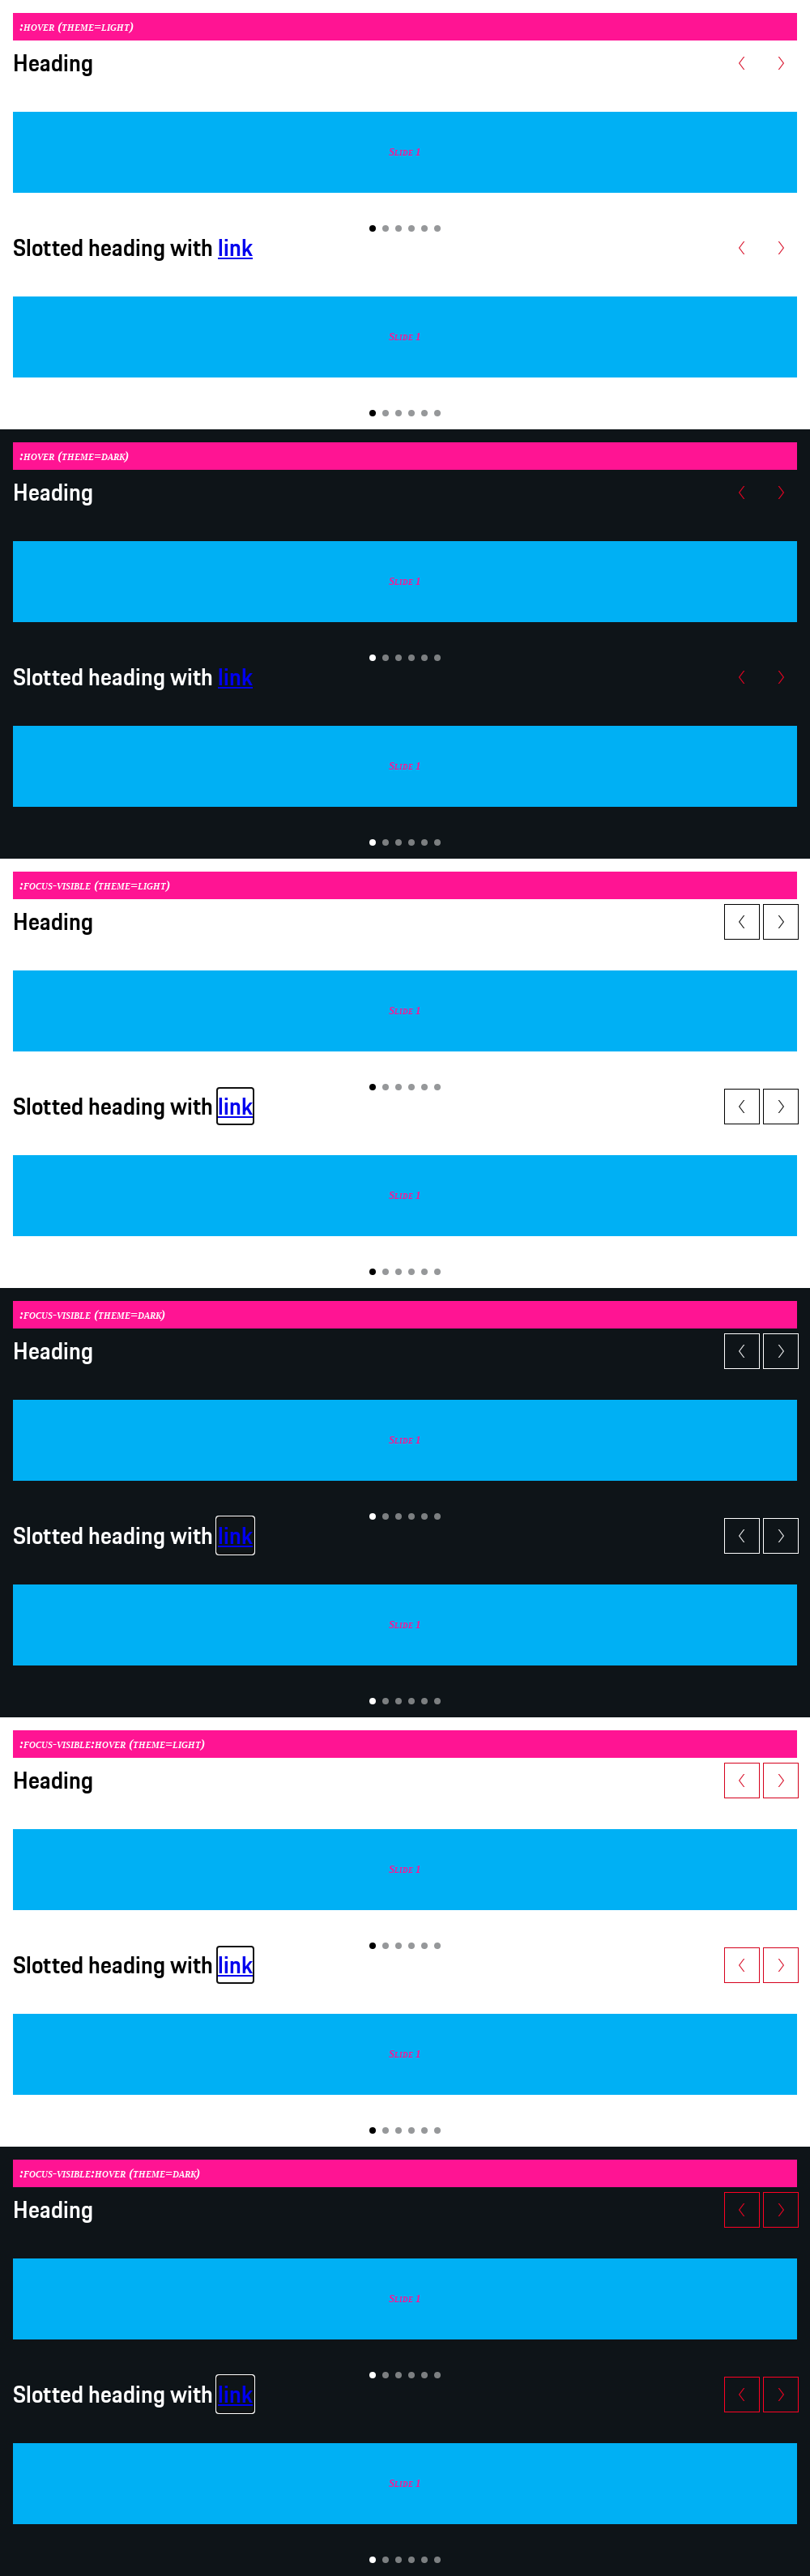 :hover (theme=light)
Heading
Slide 1
Slotted heading with link
Slide 1
:hover (theme=dark)
Heading
Slide 1
Slotted heading with link
Slide 1
:focus-visible (theme=light)
Heading
Slide 1
Slotted heading with link
Slide 1
:focus-visible (theme=dark)
Heading
Slide 1
Slotted heading with link
Slide 1
:focus-visible:hover (theme=light)
Heading
Slide 1
Slotted heading with link
Slide 1
:focus-visible:hover (theme=dark)
Heading
Slide 1
Slotted heading with link
Slide 1